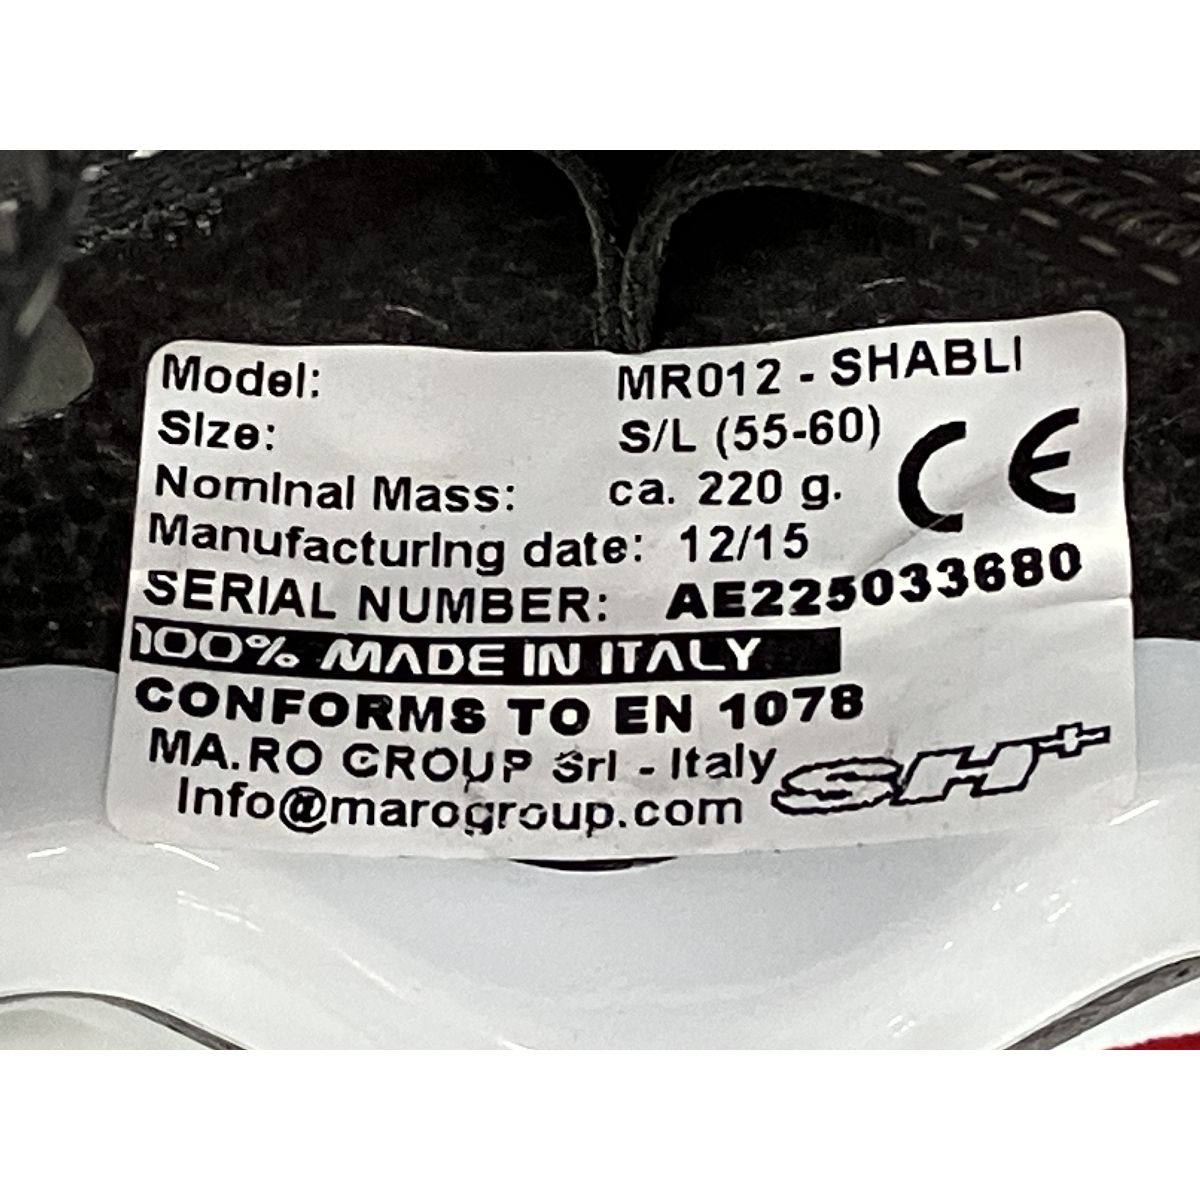 Model: MR012 - SHABLI
Size: S/L (55-60)
CE
Nominal Mass: ca. 220 g.
Manufacturing date: 12/15
SERIAL NUMBER: AE225033680
100% MADE IN ITALY
CONFORMS TO EN 1078
MA.RO GROUP Srl - Italy
Info@marogroup.com
SH+